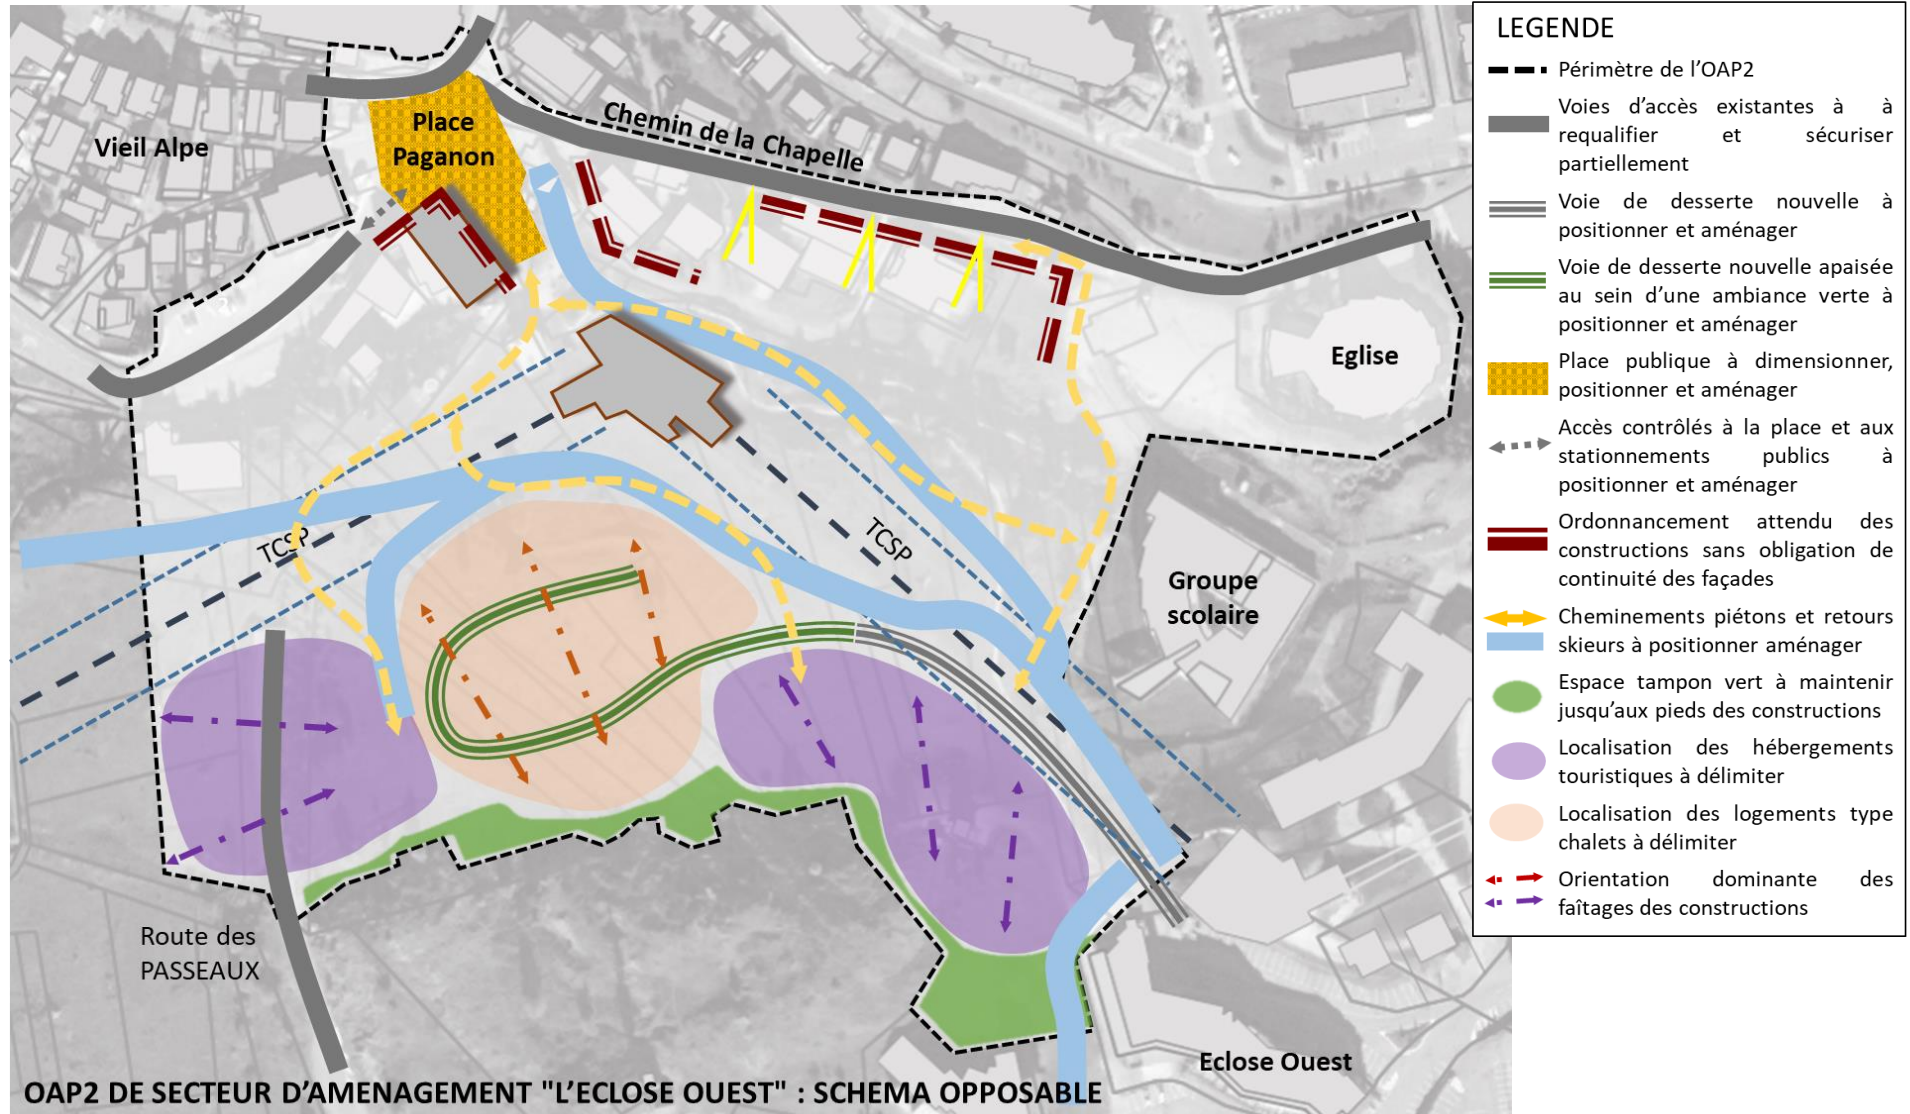 Vieil Alpe
Place
Paganon
Chemin de la Chapelle
Eglise
TCSP
TCSP
Groupe
scolaire
Route des
PASSEAUX
Eclose Ouest
OAP2 DE SECTEUR D’AMENAGEMENT "L’ECLOSE OUEST" : SCHEMA OPPOSABLE
LEGENDE
Périmètre de l’OAP2
Voies d’accès existantes à à
requalifier et sécuriser
partiellement
Voie de desserte nouvelle à
positionner et aménager
Voie de desserte nouvelle apaisée
au sein d’une ambiance verte à
positionner et aménager
Place publique à dimensionner,
positionner et aménager
Accès contrôlés à la place et aux
stationnements publics à
positionner et aménager
Ordonnancement attendu des
constructions sans obligation de
continuité des façades
Cheminements piétons et retours
skieurs à positionner aménager
Espace tampon vert à maintenir
jusqu’aux pieds des constructions
Localisation des hébergements
touristiques à délimiter
Localisation des logements type
chalets à délimiter
Orientation dominante des
faîtages des constructions